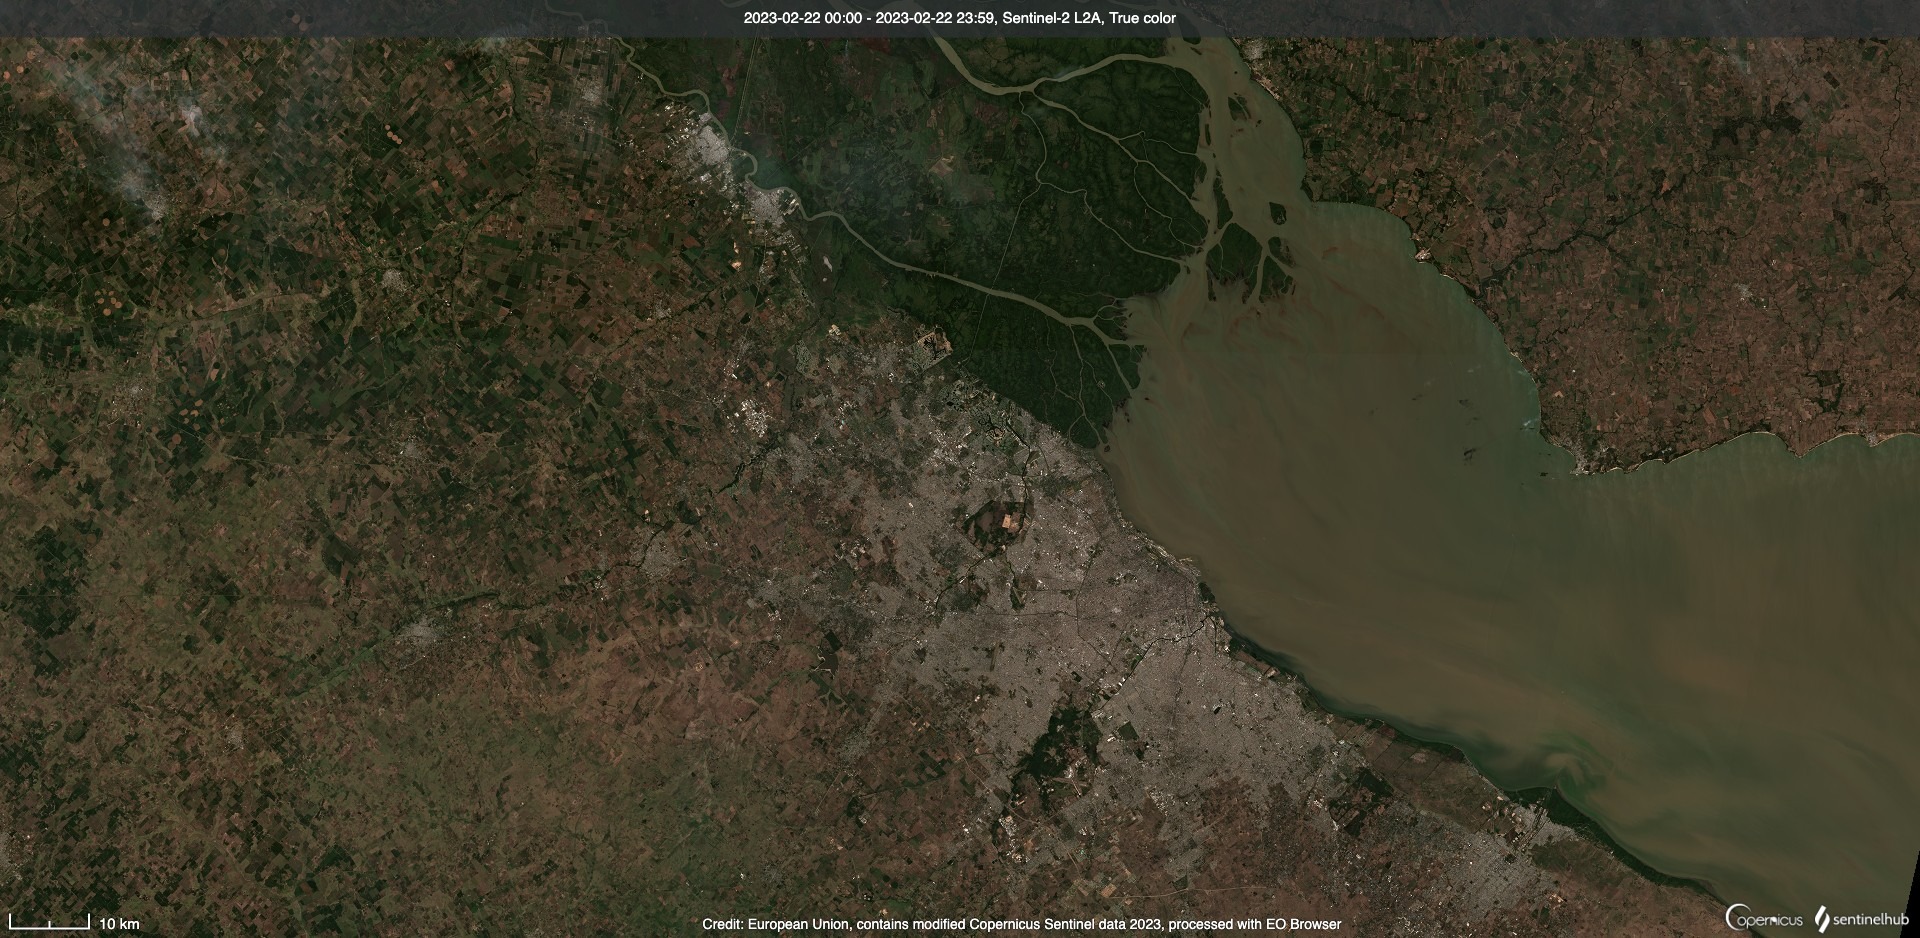 2023-02-22 00:00 - 2023-02-22 23:59, Sentinel-2 L2A, True color
10 km
Credit: European Union, contains modified Copernicus Sentinel data 2023, processed with EO Browser
Copernicus
sentinelhub